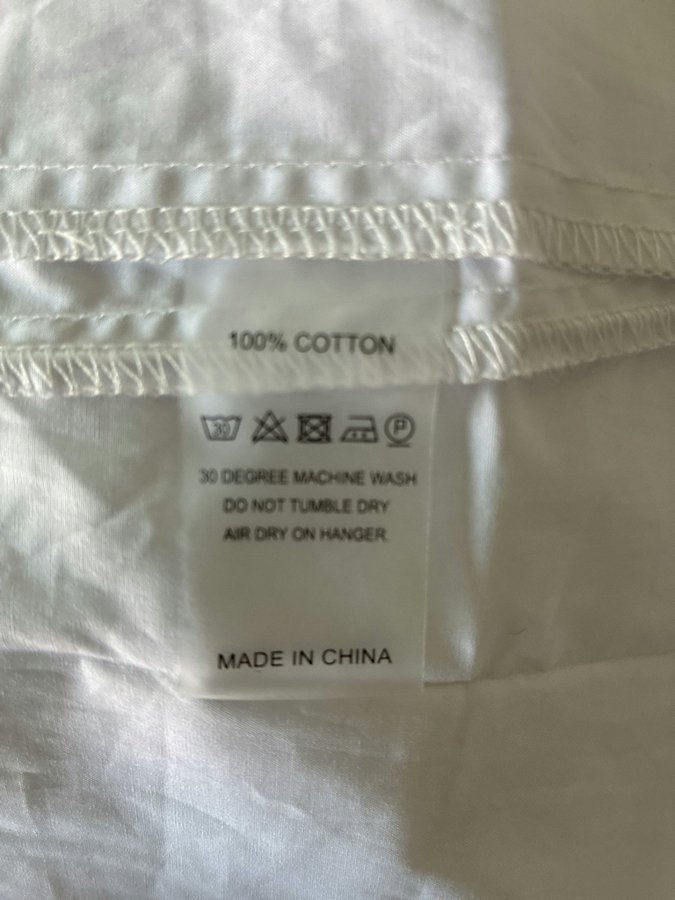 100% COTTON
30 P
30 DEGREE MACHINE WASH
DO NOT TUMBLE DRY
AIR DRY ON HANGER
MADE IN CHINA